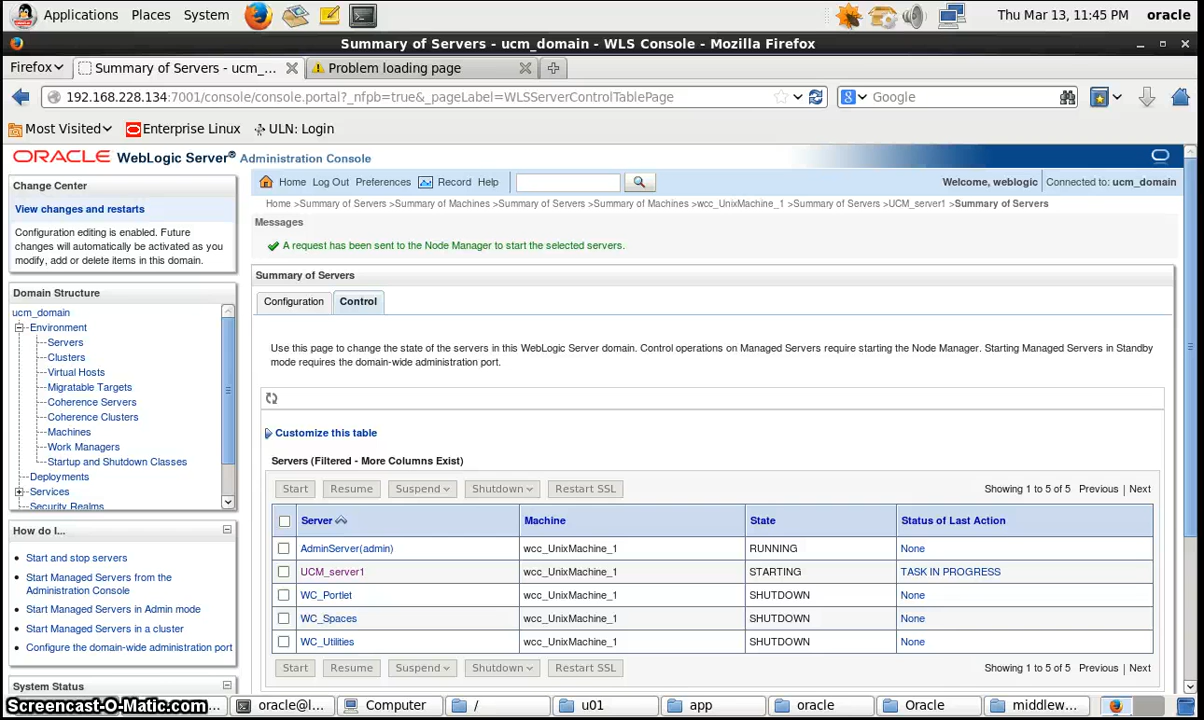 Applications Places System Thu Mar 13, 11:45 PM oracle
Summary of Servers - ucm_domain - WLS Console - Mozilla Firefox
Firefox Summary of Servers - ucm_... Problem loading page
192.168.228.134:7001/console/console.portal?_nfpb=true&_pageLabel=WLSServerControlTablePage Google
Most Visited Enterprise Linux ULN: Login
ORACLE WebLogic Server® Administration Console
Change Center
View changes and restarts
Configuration editing is enabled. Future
changes will automatically be activated as you
modify, add or delete items in this domain.
Domain Structure
ucm_domain
Environment
Servers
Clusters
Virtual Hosts
Migratable Targets
Coherence Servers
Coherence Clusters
Machines
Work Managers
Startup and Shutdown Classes
Deployments
Services
Security Realms
How do I...
Start and stop servers
Start Managed Servers from the
Administration Console
Start Managed Servers in Admin mode
Start Managed Servers in a cluster
Configure the domain-wide administration port
System Status
Home Log Out Preferences Record Help Welcome, weblogic Connected to: ucm_domain
Home >Summary of Servers >Summary of Machines >Summary of Servers >Summary of Machines >wcc_UnixMachine_1 >Summary of Servers >UCM_server1 >Summary of Servers
Messages
A request has been sent to the Node Manager to start the selected servers.
Summary of Servers
Configuration Control
Use this page to change the state of the servers in this WebLogic Server domain. Control operations on Managed Servers require starting the Node Manager. Starting Managed Servers in Standby
mode requires the domain-wide administration port.
Customize this table
Servers (Filtered - More Columns Exist)
Start Resume Suspend Shutdown Restart SSL Showing 1 to 5 of 5 Previous | Next
Server Machine State Status of Last Action
AdminServer(admin) wcc_UnixMachine_1 RUNNING None
UCM_server1 wcc_UnixMachine_1 STARTING TASK IN PROGRESS
WC_Portlet wcc_UnixMachine_1 SHUTDOWN None
WC_Spaces wcc_UnixMachine_1 SHUTDOWN None
WC_Utilities wcc_UnixMachine_1 SHUTDOWN None
Start Resume Suspend Shutdown Restart SSL Showing 1 to 5 of 5 Previous | Next
Screencast-O-Matic.com ... oracle@l... Computer / u01 app oracle Oracle middlew...